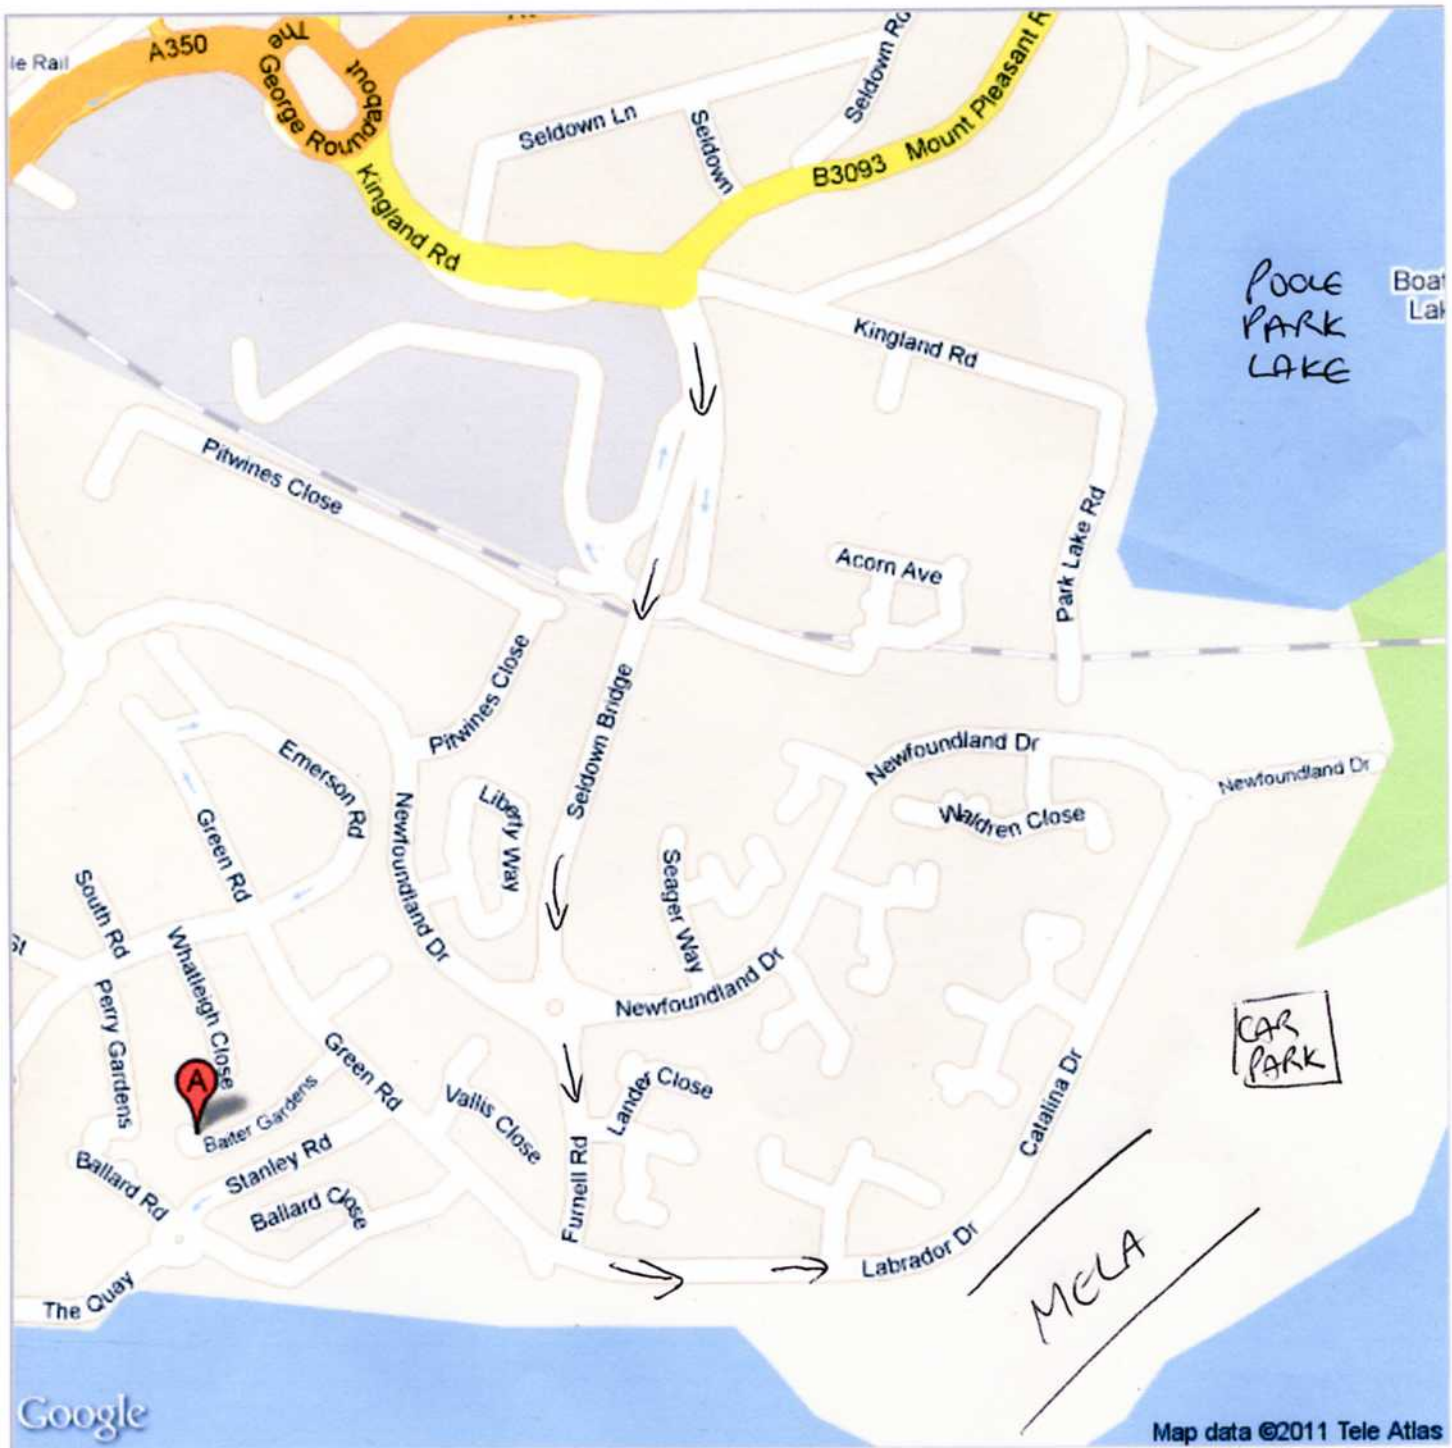 le Rail
A350
The George Roundabout
Seldown Ln
Seldown
Seldown Rd
B3093
Mount Pleasant R
Kingland Rd
POOLE
PARK
LAKE
Boat
Lak
Kingland Rd
Pitwines Close
Acorn Ave
Park Lake Rd
Pitwines Close
Seldown Bridge
Newfoundland Dr
Newfoundland Dr
Emerson Rd
Liberty Way
Waldren Close
Green Rd
Newfoundland Dr
Seager Way
South Rd
St
Whatleigh Close
Newfoundland Dr
Perry Gardens
CAR
PARK
Green Rd
A
Lander Close
Vallis Close
Catalina Dr
Baiter Gardens
Stanley Rd
Ballard Rd
Ballard Close
Furnell Rd
Labrador Dr
MELA
The Quay
Google
Map data ©2011 Tele Atlas